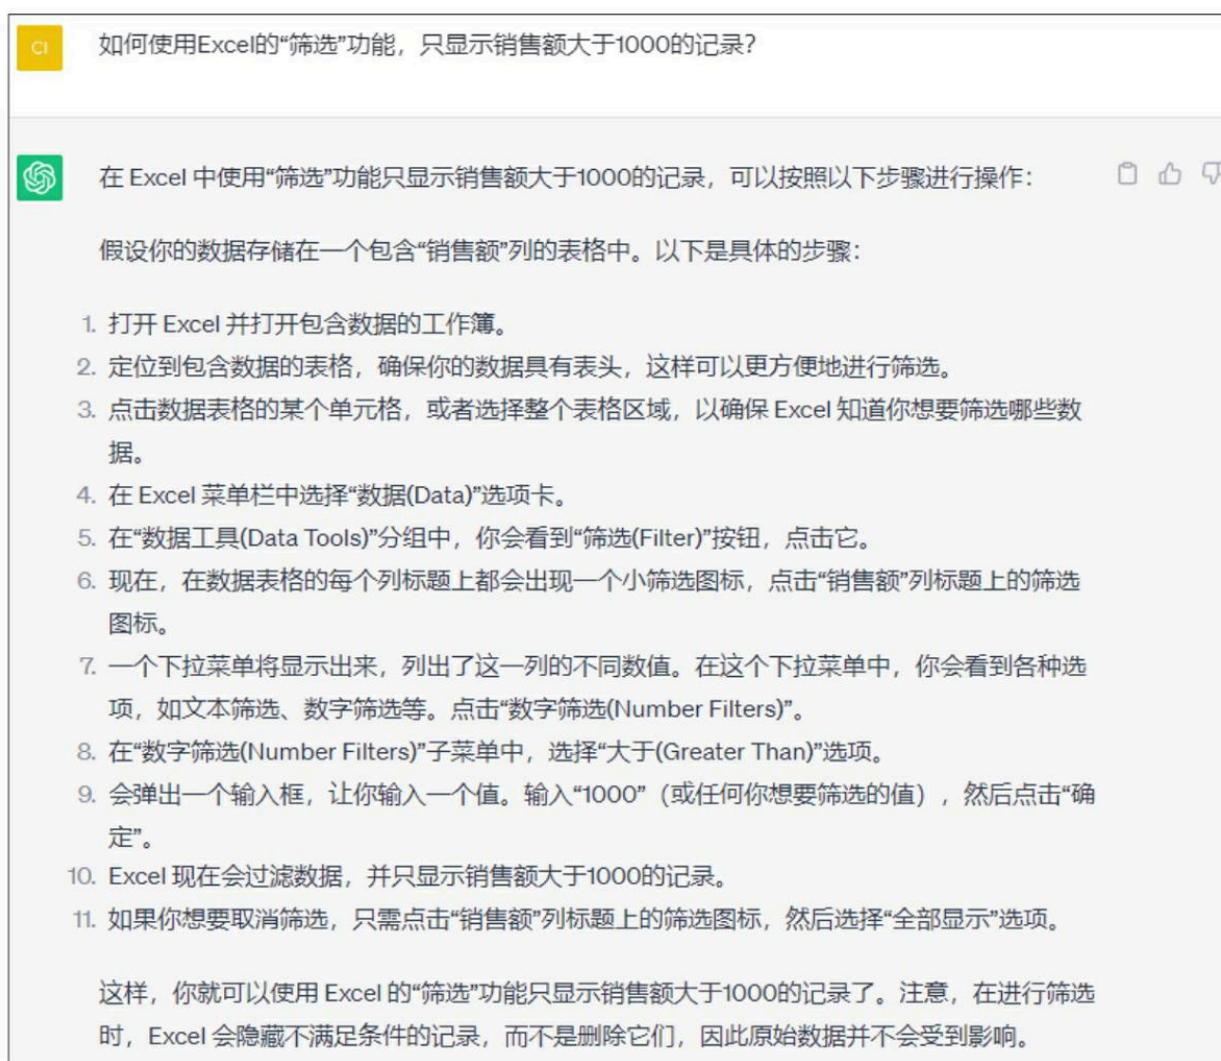 CI
如何使用Excel的“筛选”功能，只显示销售额大于1000的记录？
在 Excel 中使用“筛选”功能只显示销售额大于1000的记录，可以按照以下步骤进行操作：
假设你的数据存储在一个包含“销售额”列的表格中。以下是具体的步骤：
1. 打开 Excel 并打开包含数据的工作簿。
2. 定位到包含数据的表格，确保你的数据具有表头，这样可以更方便地进行筛选。
3. 点击数据表格的某个单元格，或者选择整个表格区域，以确保 Excel 知道你想要筛选哪些数
据。
4. 在 Excel 菜单栏中选择“数据(Data)”选项卡。
5. 在“数据工具(Data Tools)”分组中，你会看到“筛选(Filter)”按钮，点击它。
6. 现在，在数据表格的每个列标题上都会出现一个小筛选图标，点击“销售额”列标题上的筛选
图标。
7. 一个下拉菜单将显示出来，列出了这一列的不同数值。在这个下拉菜单中，你会看到各种选
项，如文本筛选、数字筛选等。点击“数字筛选(Number Filters)”。
8. 在“数字筛选(Number Filters)”子菜单中，选择“大于(Greater Than)”选项。
9. 会弹出一个输入框，让你输入一个值。输入“1000”（或任何你想要筛选的值），然后点击“确
定”。
10. Excel 现在会过滤数据，并只显示销售额大于1000的记录。
11. 如果你想要取消筛选，只需点击“销售额”列标题上的筛选图标，然后选择“全部显示”选项。
这样，你就可以使用 Excel 的“筛选”功能只显示销售额大于1000的记录了。注意，在进行筛选
时，Excel 会隐藏不满足条件的记录，而不是删除它们，因此原始数据并不会受到影响。